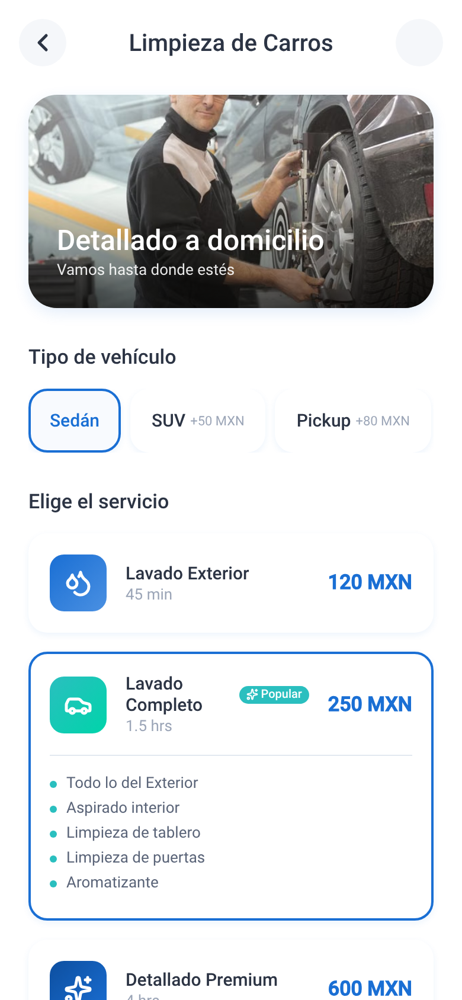 Limpieza de Carros
Detallado a domicilio
Vamos hasta donde estés
Tipo de vehículo
Sedán
SUV +50 MXN
Pickup +80 MXN
Elige el servicio
Lavado Exterior
45 min
120 MXN
Lavado
Completo
1.5 hrs
Popular
250 MXN
Todo lo del Exterior
Aspirado interior
Limpieza de tablero
Limpieza de puertas
Aromatizante
Detallado Premium
4 hrs
600 MXN